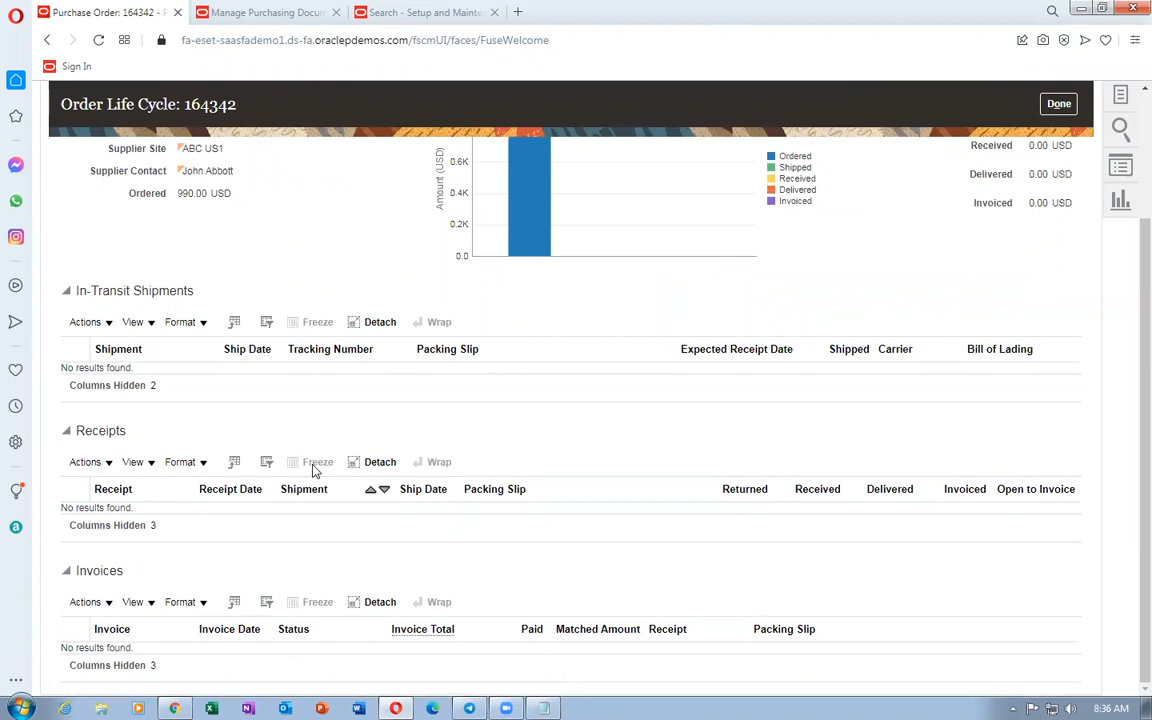 Purchase Order: 164342 - F
Manage Purchasing Docum
Search - Setup and Mainte
fa-eset-saasfademo1.ds-fa.oraclepdemos.com/fscmUI/faces/FuseWelcome
Sign In
Order Life Cycle: 164342
Done
Supplier Site ABC US1
Supplier Contact John Abbott
Ordered 990.00 USD
Amount (USD)
0.6K
0.4K
0.2K
0.0
Ordered
Shipped
Received
Delivered
Invoiced
Received 0.00 USD
Delivered 0.00 USD
Invoiced 0.00 USD
In-Transit Shipments
Actions View Format Freeze Detach Wrap
Shipment Ship Date Tracking Number Packing Slip Expected Receipt Date Shipped Carrier Bill of Lading
No results found.
Columns Hidden 2
Receipts
Actions View Format Freeze Detach Wrap
Receipt Receipt Date Shipment Ship Date Packing Slip Returned Received Delivered Invoiced Open to Invoice
No results found.
Columns Hidden 3
Invoices
Actions View Format Freeze Detach Wrap
Invoice Invoice Date Status Invoice Total Paid Matched Amount Receipt Packing Slip
No results found.
Columns Hidden 3
8:36 AM